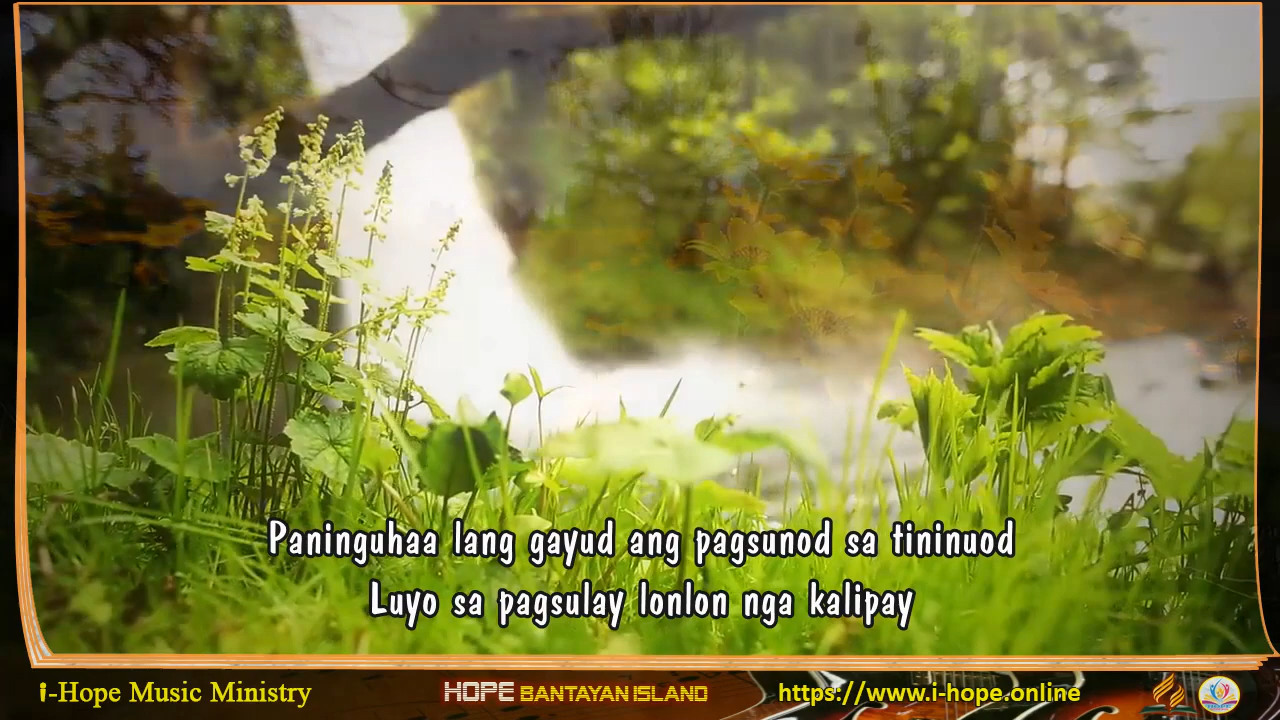 Paninguhaa lang gayud ang pagsunod sa tininuod
Luyo sa pagsulay lonlon nga kalipay
i-Hope Music Ministry
HOPE BANTAYAN ISLAND
https://www.i-hope.online